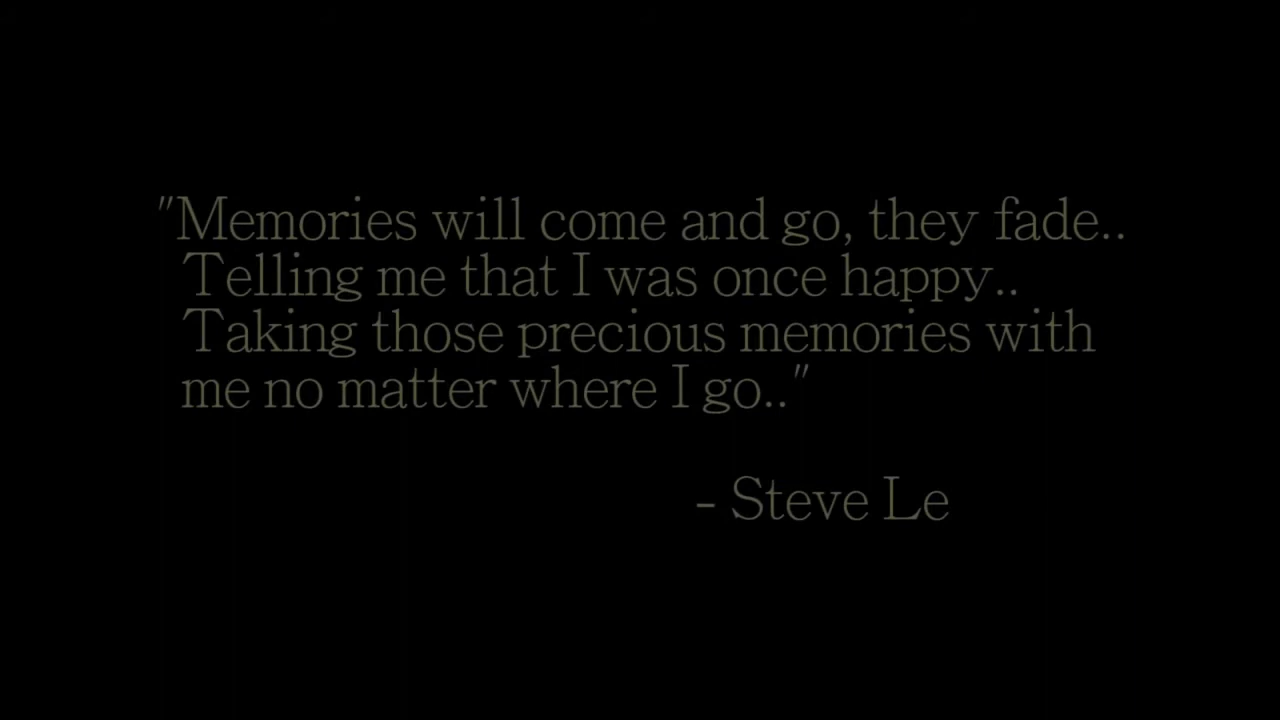 "Memories will come and go, they fade..
Telling me that I was once happy..
Taking those precious memories with
me no matter where I go.."
- Steve Le